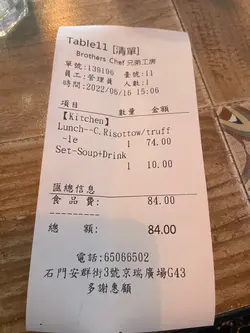 Table11 [清單]
Brothers Chef 兄弟工房
單號:139196 臺號:11
員工:管理員 人數:1
時間:2022/06/16 15:06
項目 數量 金額
【kitchen】
Lunch--C.Risottow/truff
-le 1 74.00
Set-Soup+Drink
1 10.00
匯總信息
食品費: 84.00
總額: 84.00
電話:65066502
石門安群街3號京瑞廣場G43
多謝惠顧